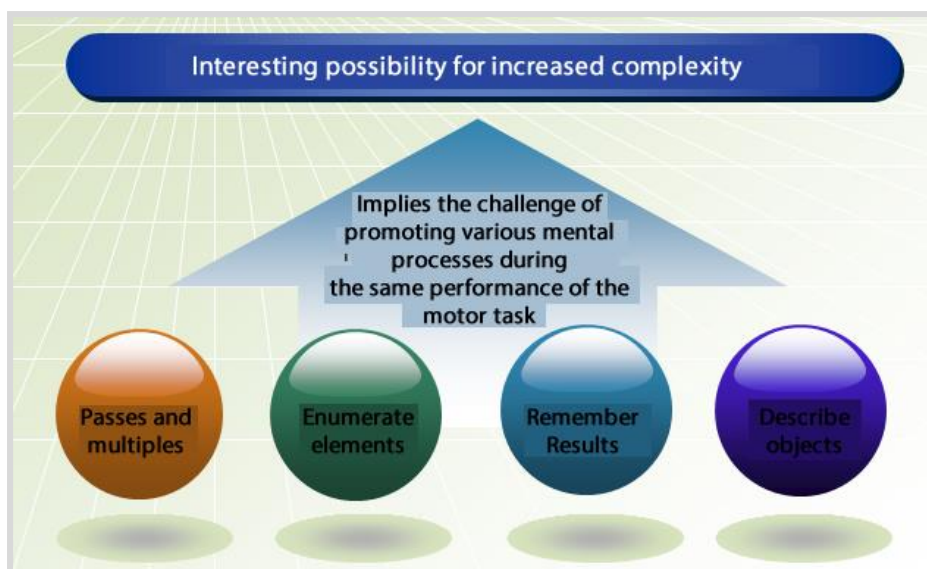 Interesting possibility for increased complexity
Implies the challenge of
promoting various mental
processes during
the same performance of the
motor task
Passes and
multiples
Enumerate
elements
Remember
Results
Describe
objects